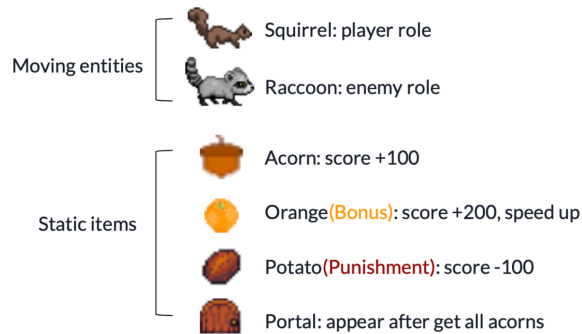 Moving entities
Squirrel: player role
Raccoon: enemy role
Static items
Acorn: score +100
Orange(Bonus): score +200, speed up
Potato(Punishment): score -100
Portal: appear after get all acorns